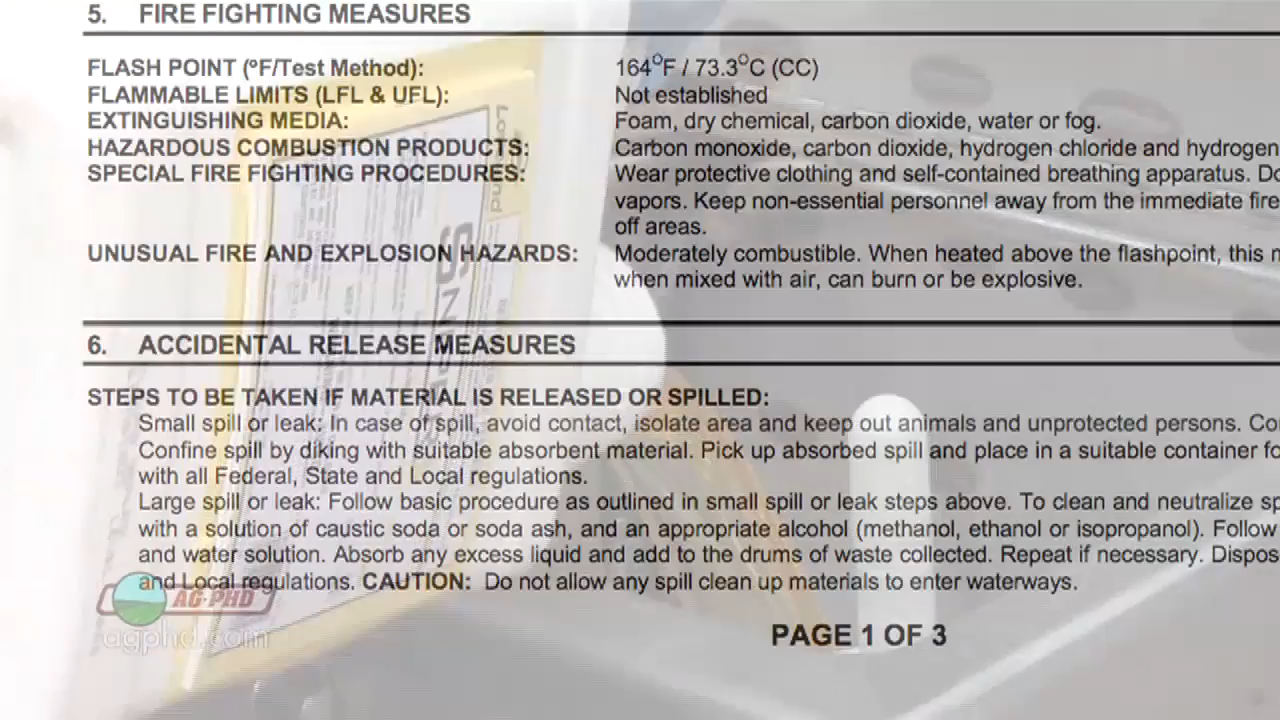 5. FIRE FIGHTING MEASURES
FLASH POINT (°F/Test Method): 164°F / 73.3°C (CC)
FLAMMABLE LIMITS (LFL & UFL): Not established
EXTINGUISHING MEDIA: Foam, dry chemical, carbon dioxide, water or fog.
HAZARDOUS COMBUSTION PRODUCTS: Carbon monoxide, carbon dioxide, hydrogen chloride and hydrogen
SPECIAL FIRE FIGHTING PROCEDURES: Wear protective clothing and self-contained breathing apparatus. Do
vapors. Keep non-essential personnel away from the immediate fire
off areas.
UNUSUAL FIRE AND EXPLOSION HAZARDS: Moderately combustible. When heated above the flashpoint, this
when mixed with air, can burn or be explosive.
6. ACCIDENTAL RELEASE MEASURES
STEPS TO BE TAKEN IF MATERIAL IS RELEASED OR SPILLED:
Small spill or leak: In case of spill, avoid contact, isolate area and keep out animals and unprotected persons.
Confine spill by diking with suitable absorbent material. Pick up absorbed spill and place in a suitable container
with all Federal, State and Local regulations.
Large spill or leak: Follow basic procedure as outlined in small spill or leak steps above. To clean and neutralize
with a solution of caustic soda or soda ash, and an appropriate alcohol (methanol, ethanol or isopropanol). Follow
and water solution. Absorb any excess liquid and add to the drums of waste collected. Repeat if necessary.
and Local regulations. CAUTION: Do not allow any spill clean up materials to enter waterways.
AG·PHD
agphd.com
PAGE 1 OF 3